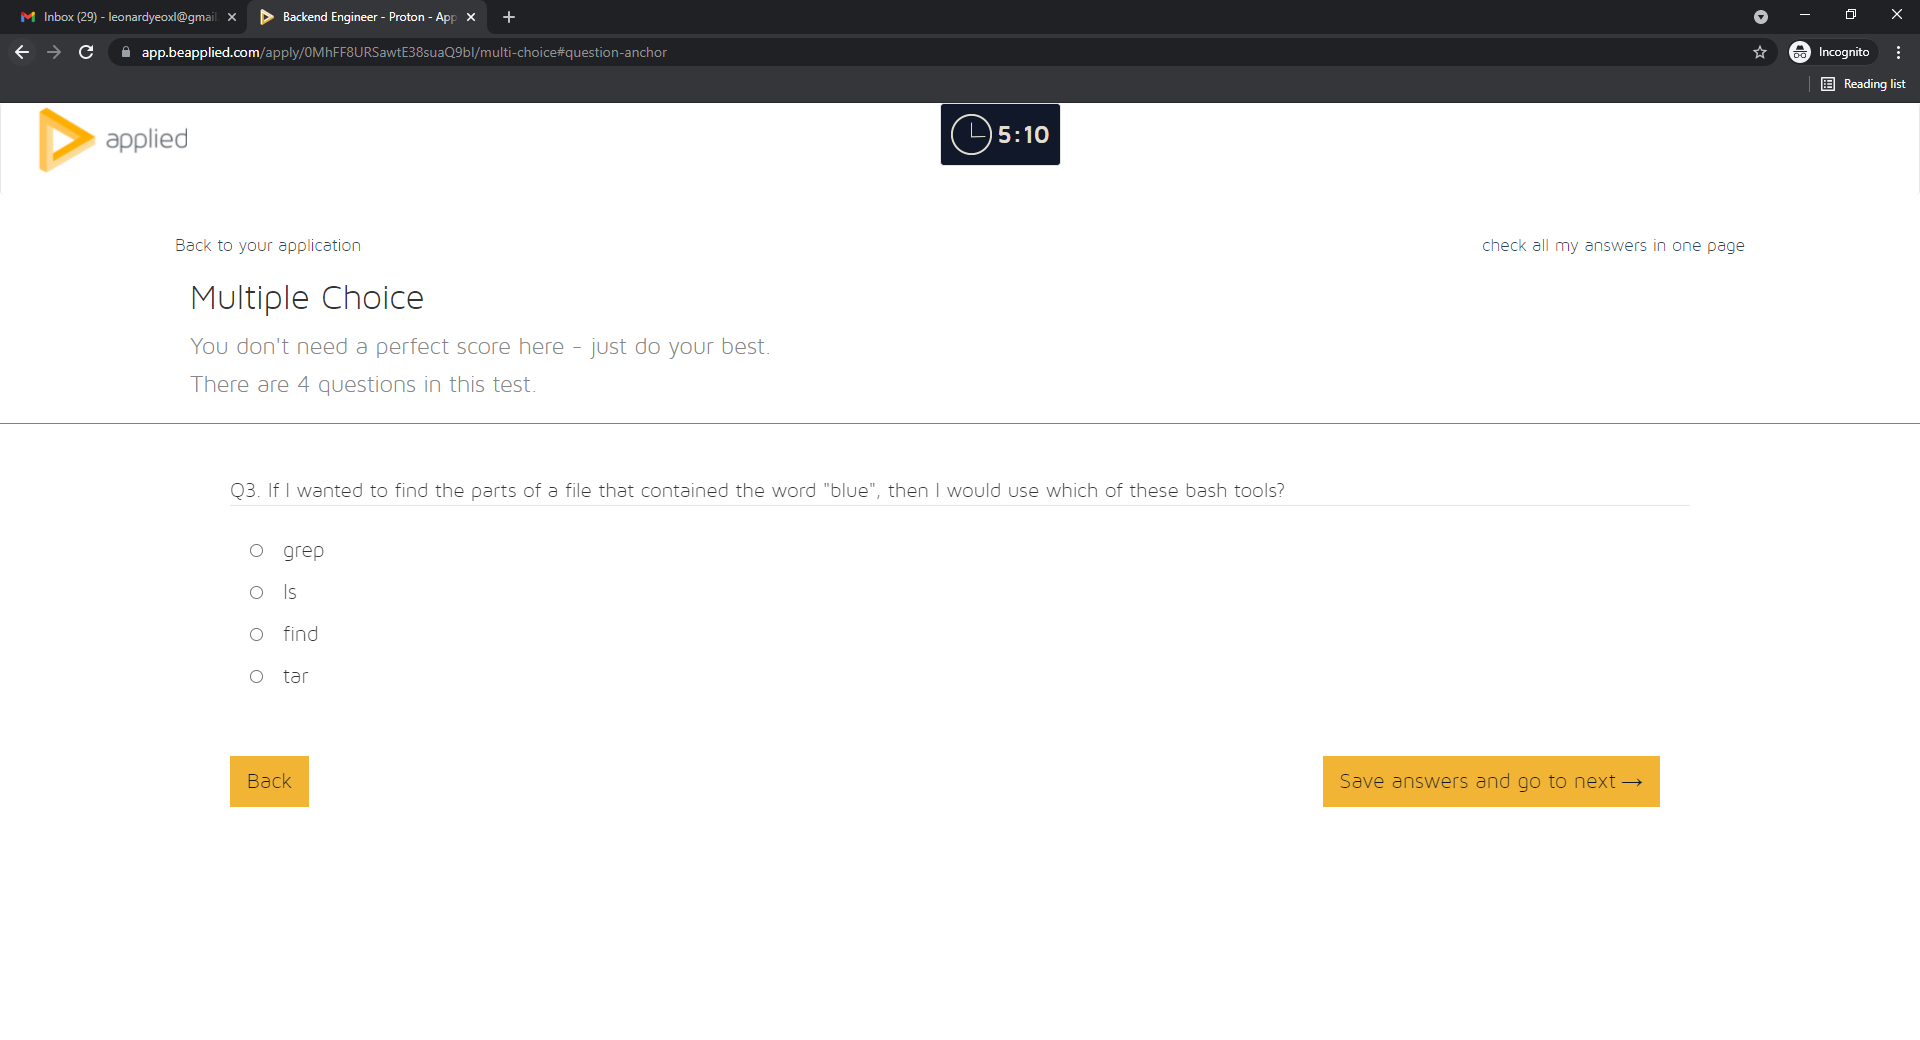 Inbox (29) - leonardyeoxl@gmail
Backend Engineer - Proton - App
app.beapplied.com/apply/0MhFF8URSawtE38suaQ9bI/multi-choice#question-anchor
Incognito
Reading list
applied
5:10
Back to your application
check all my answers in one page
Multiple Choice
You don't need a perfect score here - just do your best.
There are 4 questions in this test.
Q3. If I wanted to find the parts of a file that contained the word "blue", then I would use which of these bash tools?
grep
ls
find
tar
Back
Save answers and go to next →